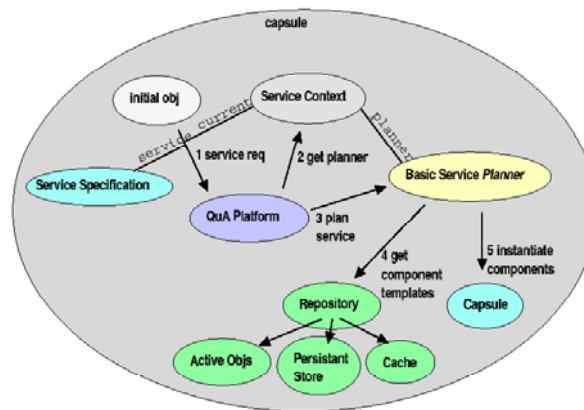 capsule
initial obj
Service Context
service current
planner
1 service req
2 get planner
Service Specification
Basic Service Planner
QuA Platform
3 plan
service
4 get
component
templates
5 instantiate
components
Repository
Capsule
Active Objs
Persistant
Store
Cache